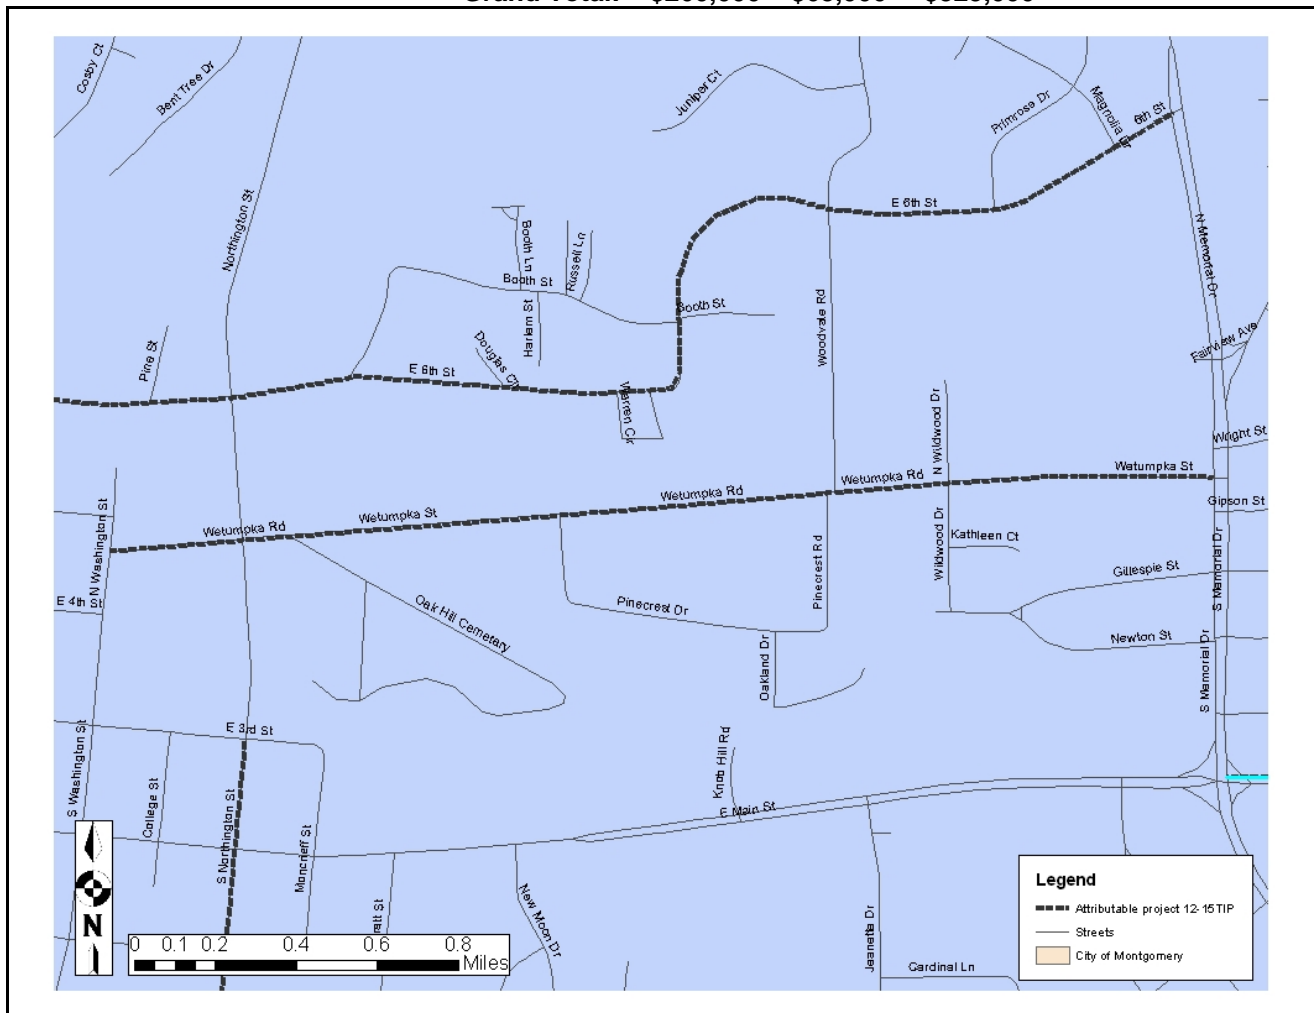 Cosby Ct
Bent Tree Dr
Juniper Ct
Primrose Dr
Magnolia Dr
6th St
Northington St
E 6th St
N Memorial Dr
Booth Ln
Russell Ln
Booth St
Booth St
Harlem St
Woodvale Rd
Fairview Ave
Pine St
Douglas Cir
E 6th St
Warren Cir
N Wildwood Dr
Wright St
Wetumpka Rd
Wetumpka St
Wetumpka Rd
Wetumpka Rd
Wetumpka St
Gipson St
N Washington St
Pinecrest Rd
Wildwood Dr
Kathleen Ct
Gillespie St
S Memorial Dr
E 4th St
Oak Hill Cemetery
Pinecrest Dr
Newton St
Oakland Dr
S Memorial Dr
E 3rd St
S Washington St
College St
S Northington St
Moncrieff St
Knob Hill Rd
E Main St
New Moon Dr
Jeanetta Dr
Cardinal Ln
N
0 0.1 0.2 0.4 0.6 0.8
Miles
Legend
Attributable project 12-15TIP
Streets
City of Montgomery